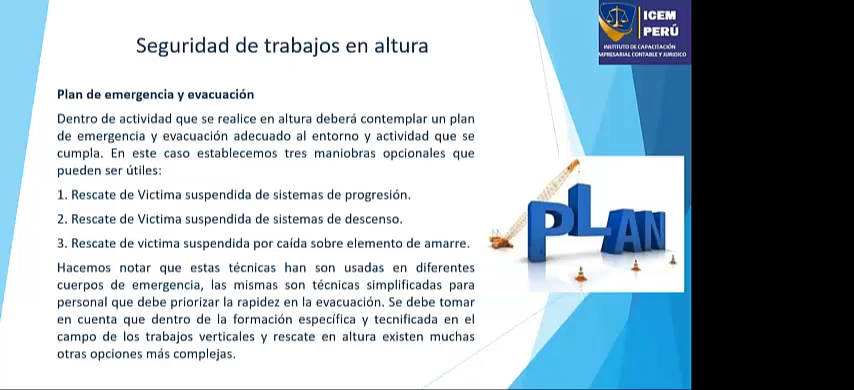 ICEM
PERÚ
INSTITUTO DE CAPACITACIÓN
EMPRESARIAL CONTABLE Y JURIDICO
Seguridad de trabajos en altura
Plan de emergencia y evacuación
Dentro de actividad que se realice en altura deberá contemplar un plan
de emergencia y evacuación adecuado al entorno y actividad que se
cumpla. En este caso establecemos tres maniobras opcionales que
pueden ser útiles:
1. Rescate de Victima suspendida de sistemas de progresión.
2. Rescate de Victima suspendida de sistemas de descenso.
3. Rescate de victima suspendida por caída sobre elemento de amarre.
Hacemos notar que estas técnicas han son usadas en diferentes
cuerpos de emergencia, las mismas son técnicas simplificadas para
personal que debe priorizar la rapidez en la evacuación. Se debe tomar
en cuenta que dentro de la formación específica y tecnificada en el
campo de los trabajos verticales y rescate en altura existen muchas
otras opciones más complejas.
PLAN